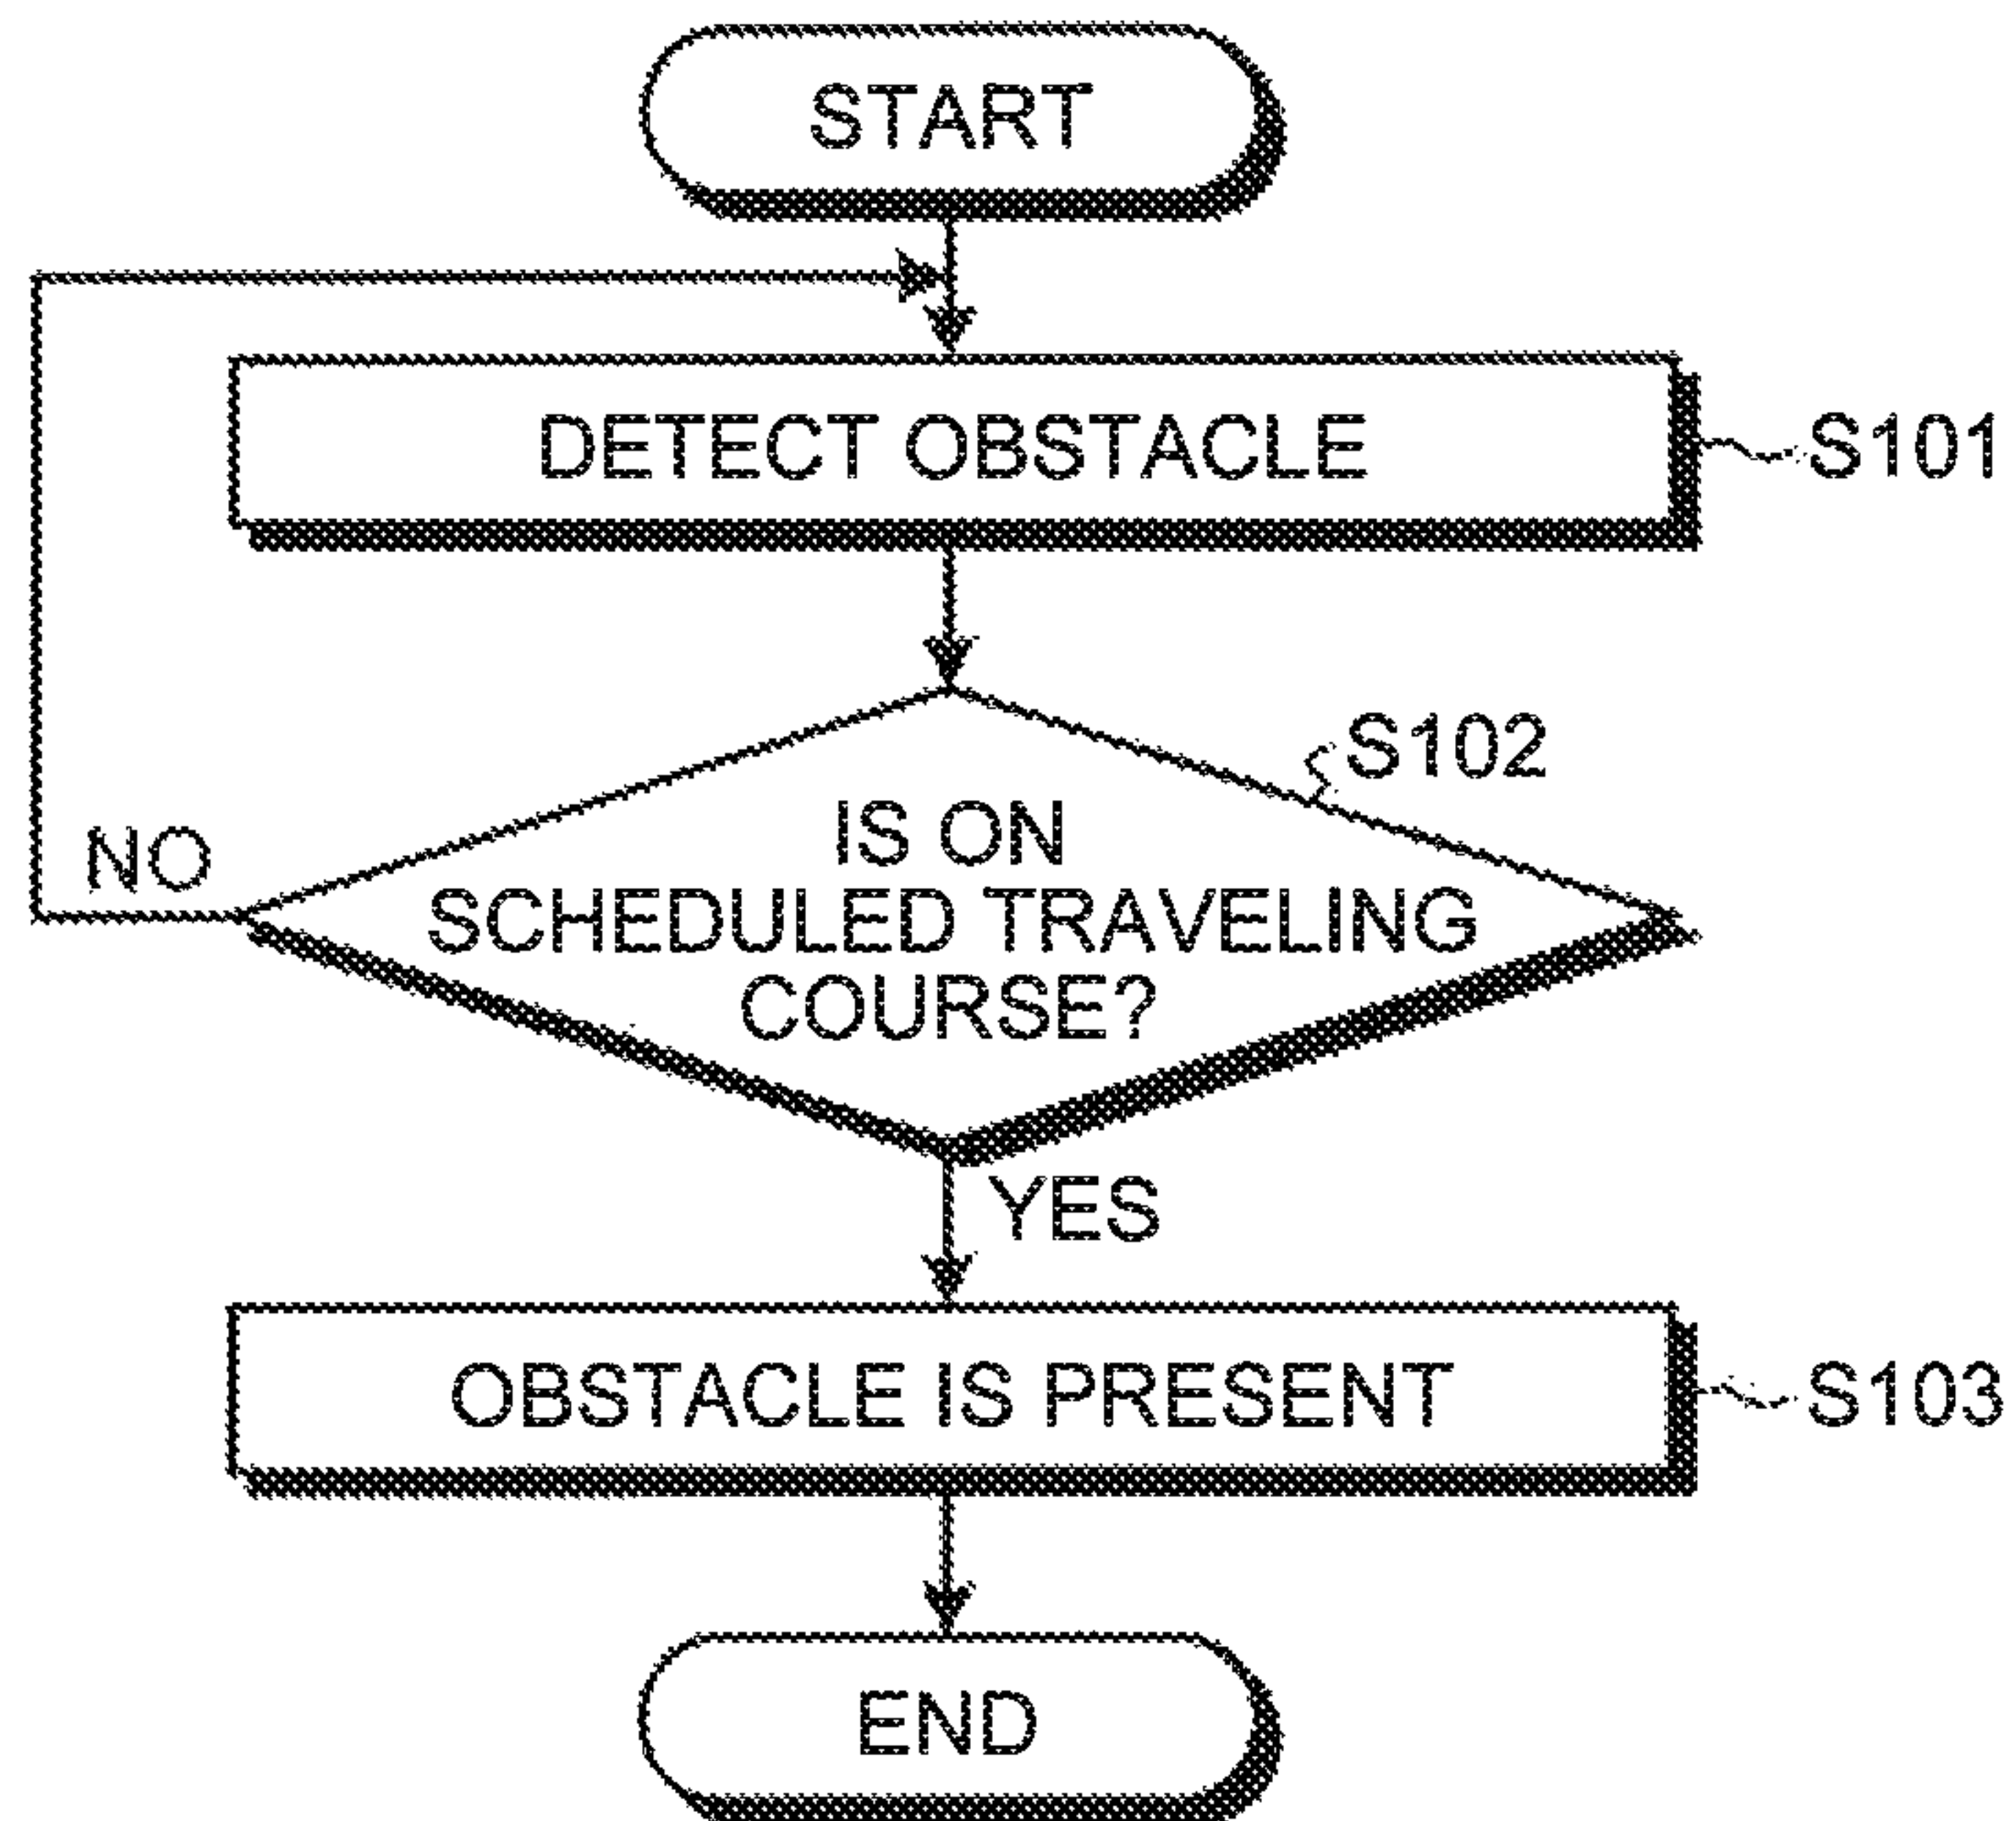 START
DETECT OBSTACLE
S101
S102
IS ON
NO
SCHEDULED TRAVELING
COURSE?
YES
OBSTACLE IS PRESENT
S103
END